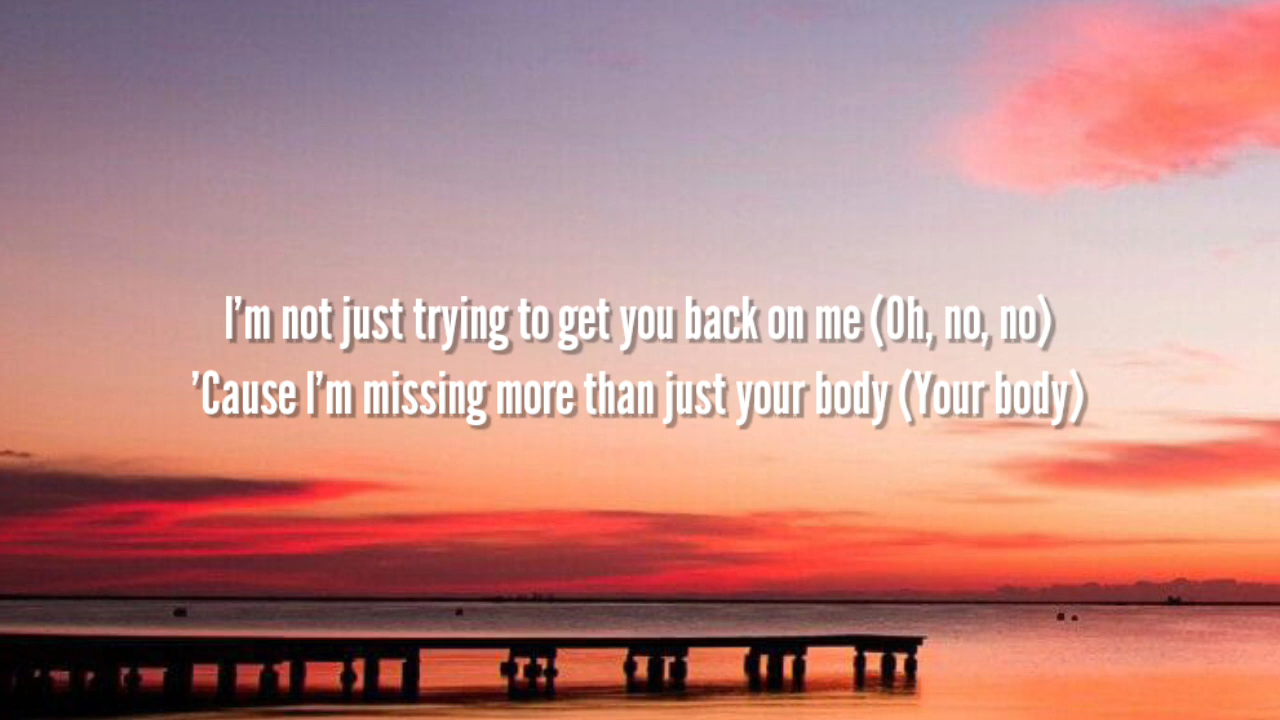 I'm not just trying to get you back on me (Oh, no, no)
'Cause I'm missing more than just your body (Your body)